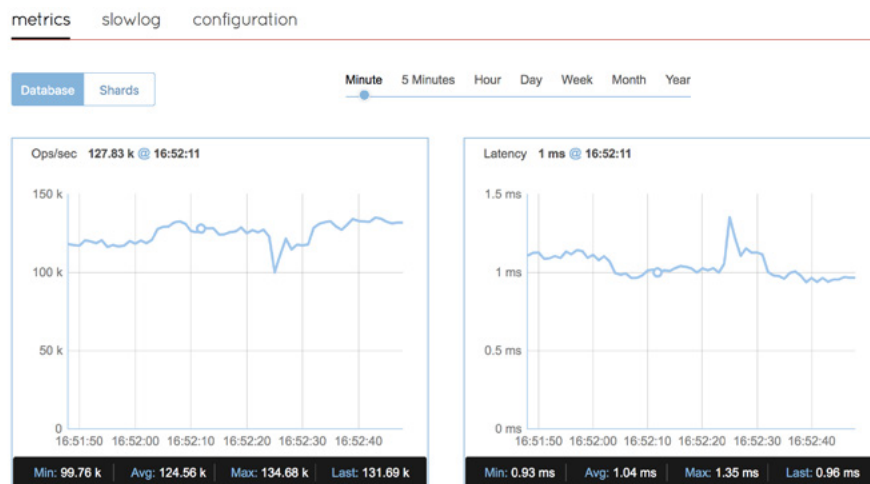 metrics slowlog configuration
Database Shards
Minute 5 Minutes Hour Day Week Month Year
Ops/sec 127.83 k @ 16:52:11
150 k
100 k
50 k
0
16:51:50 16:52:00 16:52:10 16:52:20 16:52:30 16:52:40
Min: 99.76 k Avg: 124.56 k Max: 134.68 k Last: 131.69 k
Latency 1 ms @ 16:52:11
1.5 ms
1 ms
0.5 ms
0 ms
16:51:50 16:52:00 16:52:10 16:52:20 16:52:30 16:52:40
Min: 0.93 ms Avg: 1.04 ms Max: 1.35 ms Last: 0.96 ms